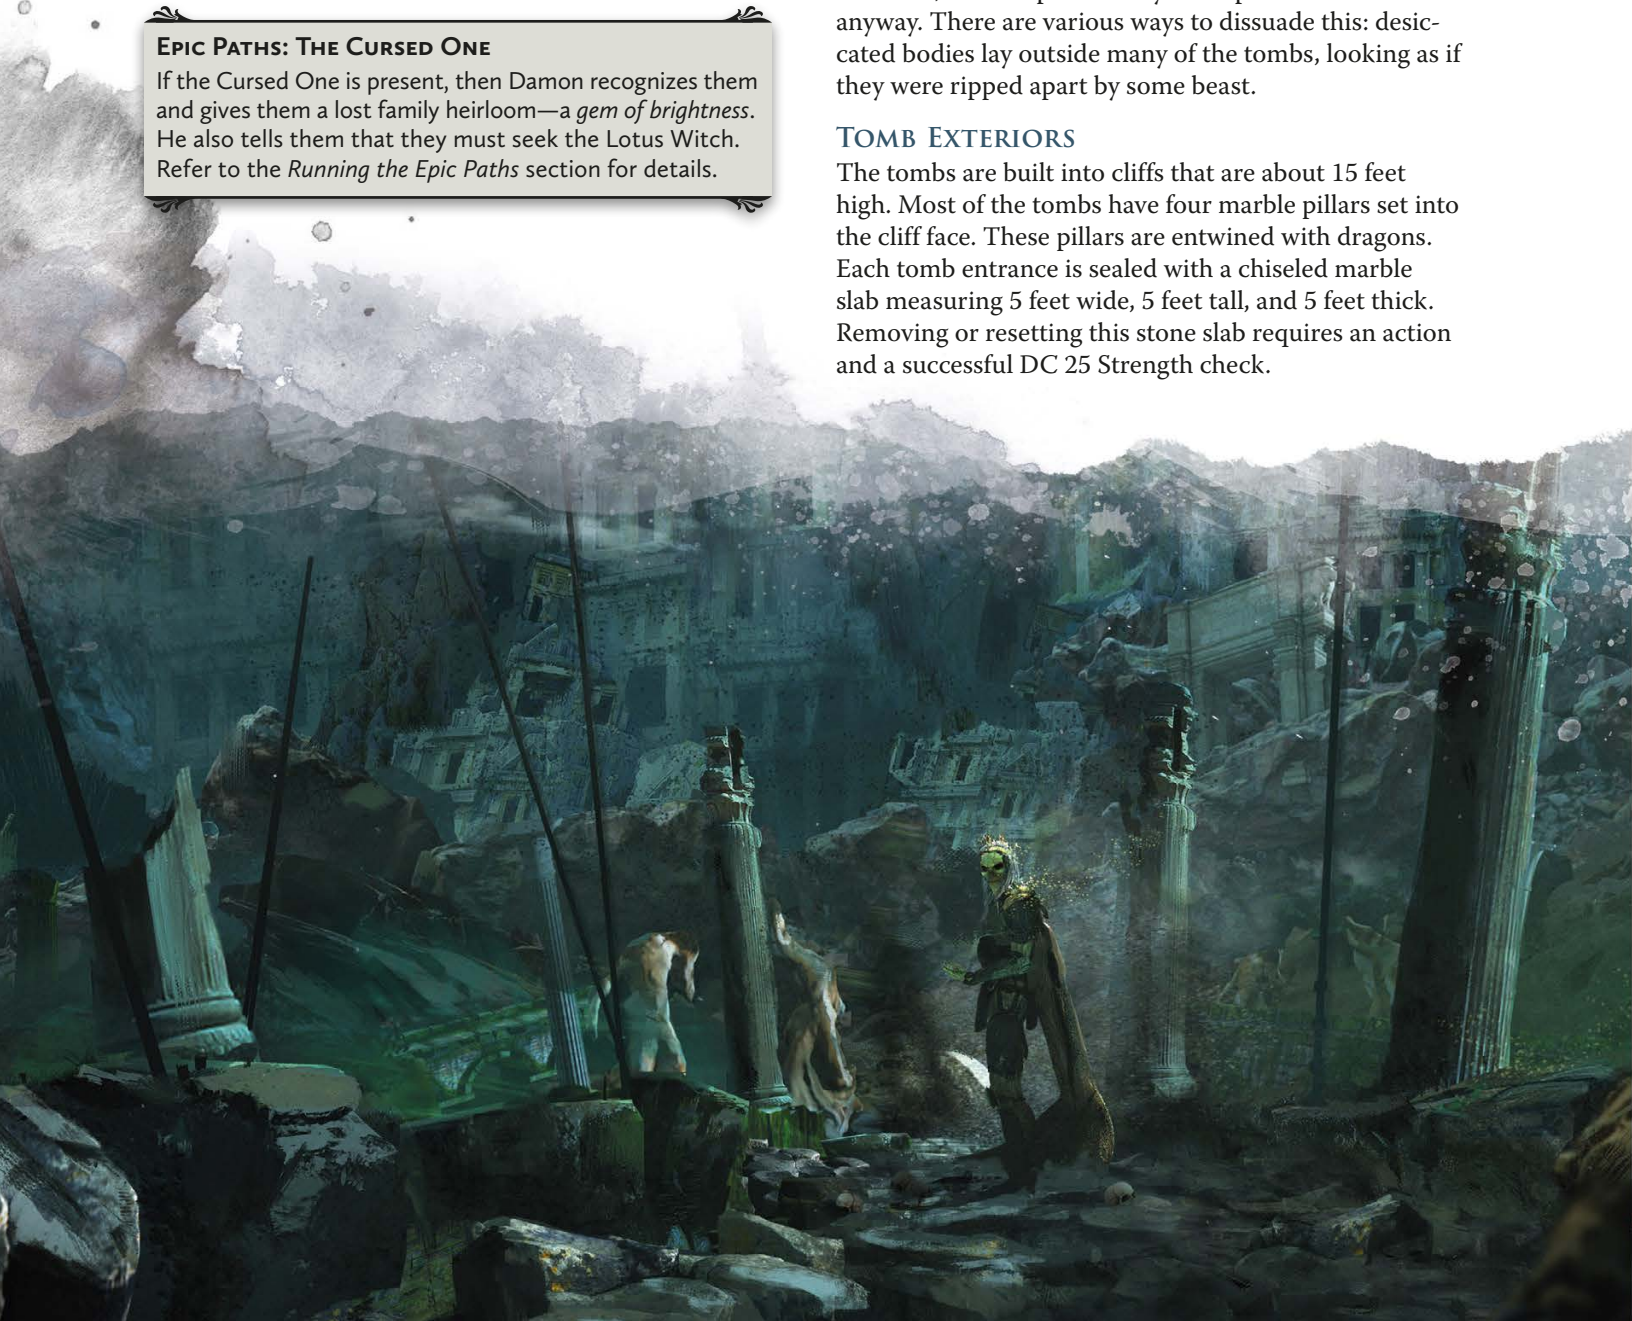 Epic Paths: The Cursed One
If the Cursed One is present, then Damon recognizes them
and gives them a lost family heirloom—a gem of brightness.
He also tells them that they must seek the Lotus Witch.
Refer to the Running the Epic Paths section for details.
anyway. There are various ways to dissuade this: desic-
cated bodies lay outside many of the tombs, looking as if
they were ripped apart by some beast.
Tomb Exteriors
The tombs are built into cliffs that are about 15 feet
high. Most of the tombs have four marble pillars set into
the cliff face. These pillars are entwined with dragons.
Each tomb entrance is sealed with a chiseled marble
slab measuring 5 feet wide, 5 feet tall, and 5 feet thick.
Removing or resetting this stone slab requires an action
and a successful DC 25 Strength check.